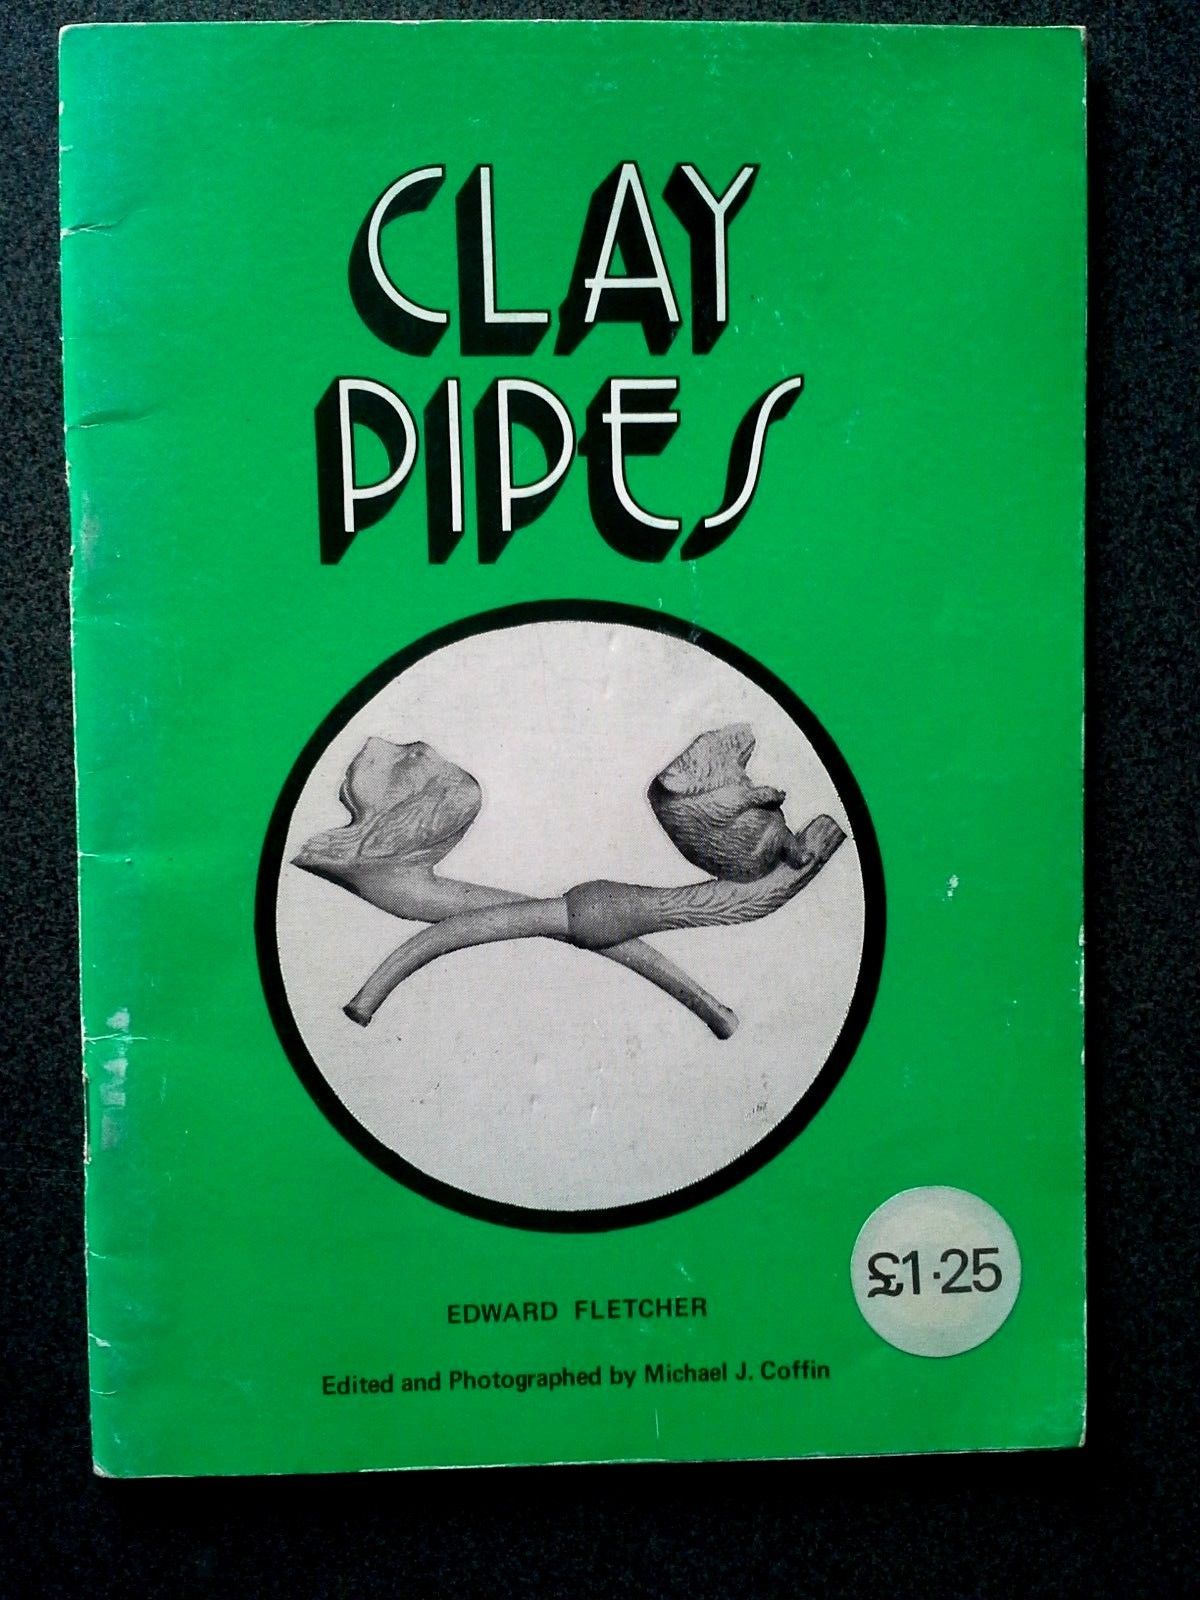 CLAY
PIPES
£1·25
EDWARD FLETCHER
Edited and Photographed by Michael J. Coffin